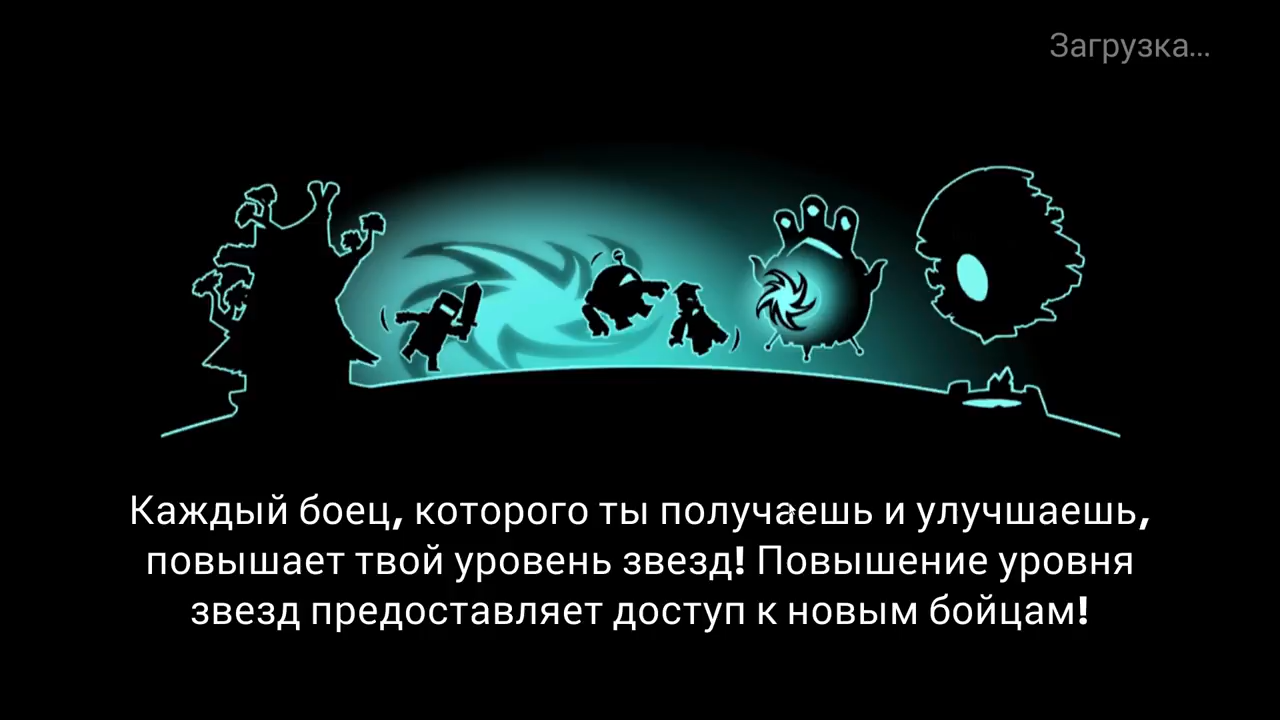 Загрузка...
Каждый боец, которого ты получаешь и улучшаешь,
повышает твой уровень звезд! Повышение уровня
звезд предоставляет доступ к новым бойцам!